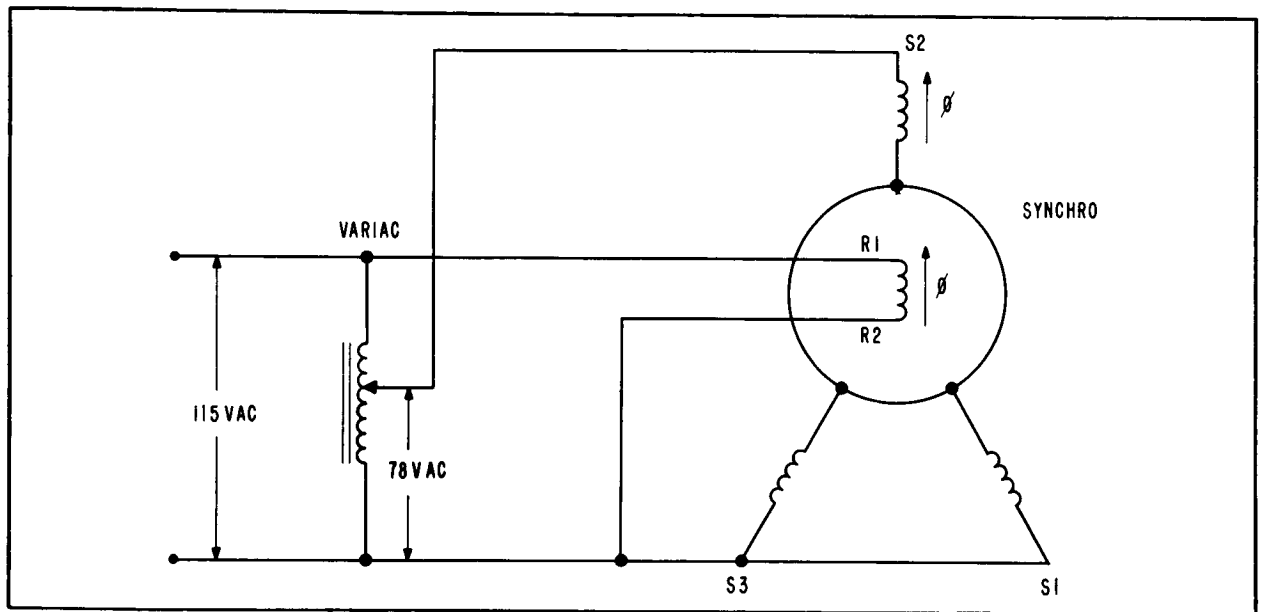 S2
ø
SYNCHRO
VARIAC
R1
ø
R2
115 VAC
78 VAC
S3
S1